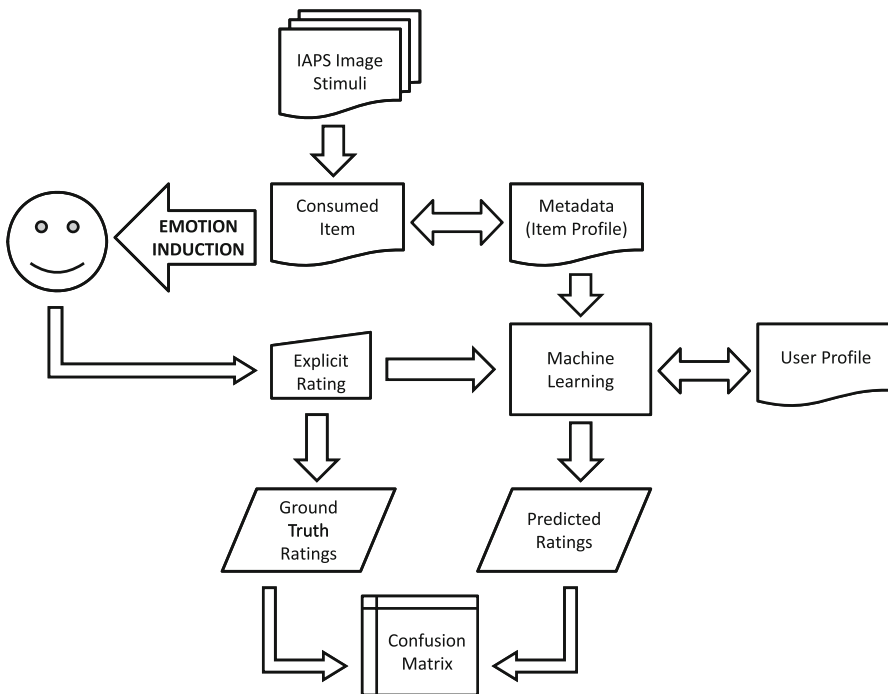 IAPS Image
Stimuli
EMOTION
INDUCTION
Consumed
Item
Metadata
(Item Profile)
Explicit
Rating
Machine
Learning
User Profile
Ground
Truth
Ratings
Predicted
Ratings
Confusion
Matrix